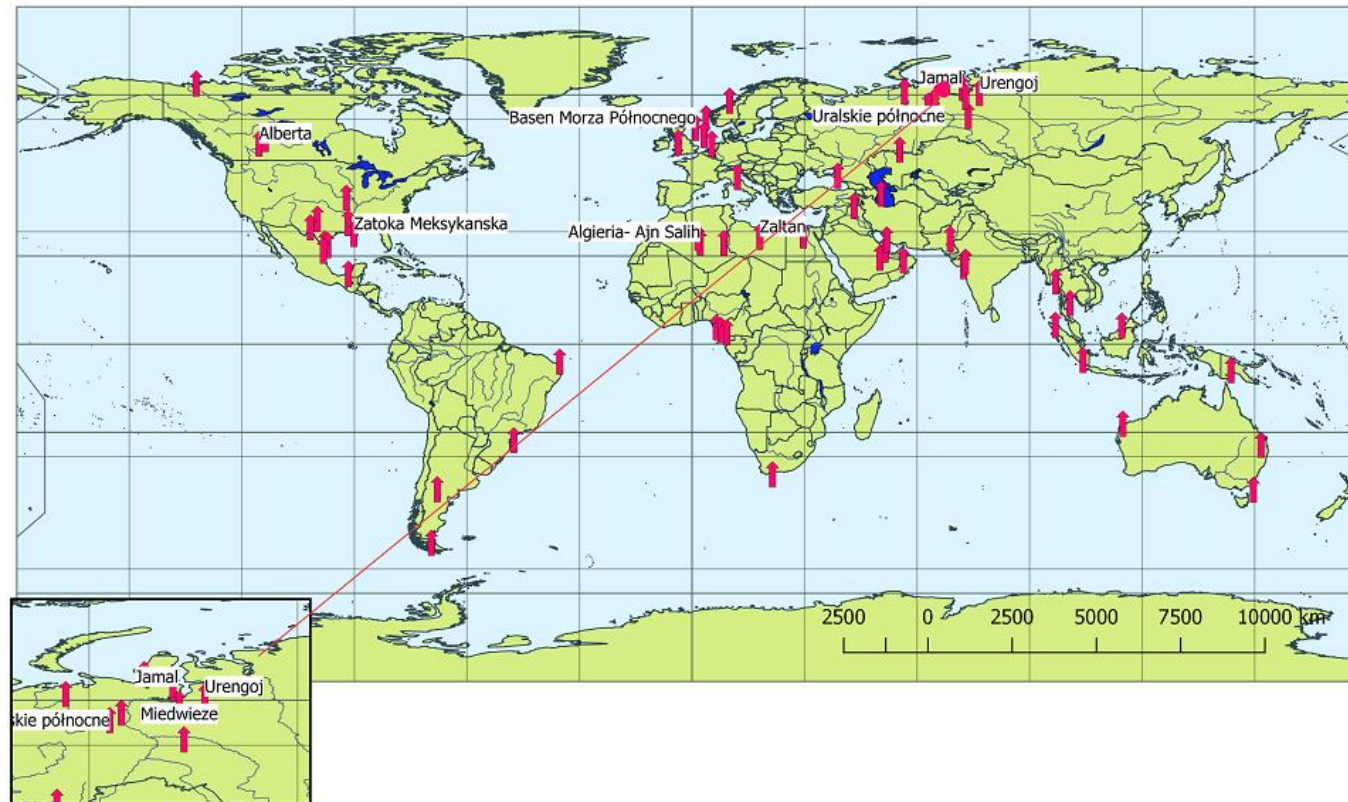 Jamal
Urengoj
Basen Morza Północnego
Uralskie północne
Alberta
Zatoka Meksykanska
Algieria- Ajn Salih
Zaltan
2500 0 2500 5000 7500 10000 km
Jamal
Urengoj
skie północne
Miedwieze